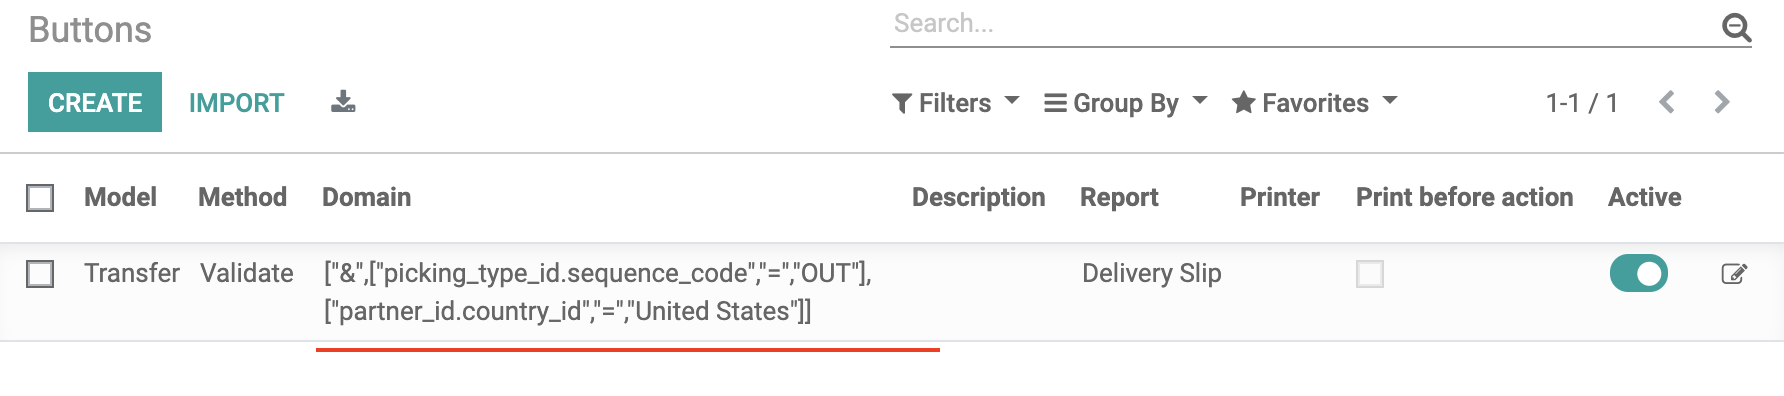 Buttons
Search...
CREATE IMPORT Filters Group By Favorites 1-1 / 1
Model Method Domain Description Report Printer Print before action Active
Transfer Validate ["&",["picking_type_id.sequence_code","=","OUT"], Delivery Slip
["partner_id.country_id","=","United States"]]